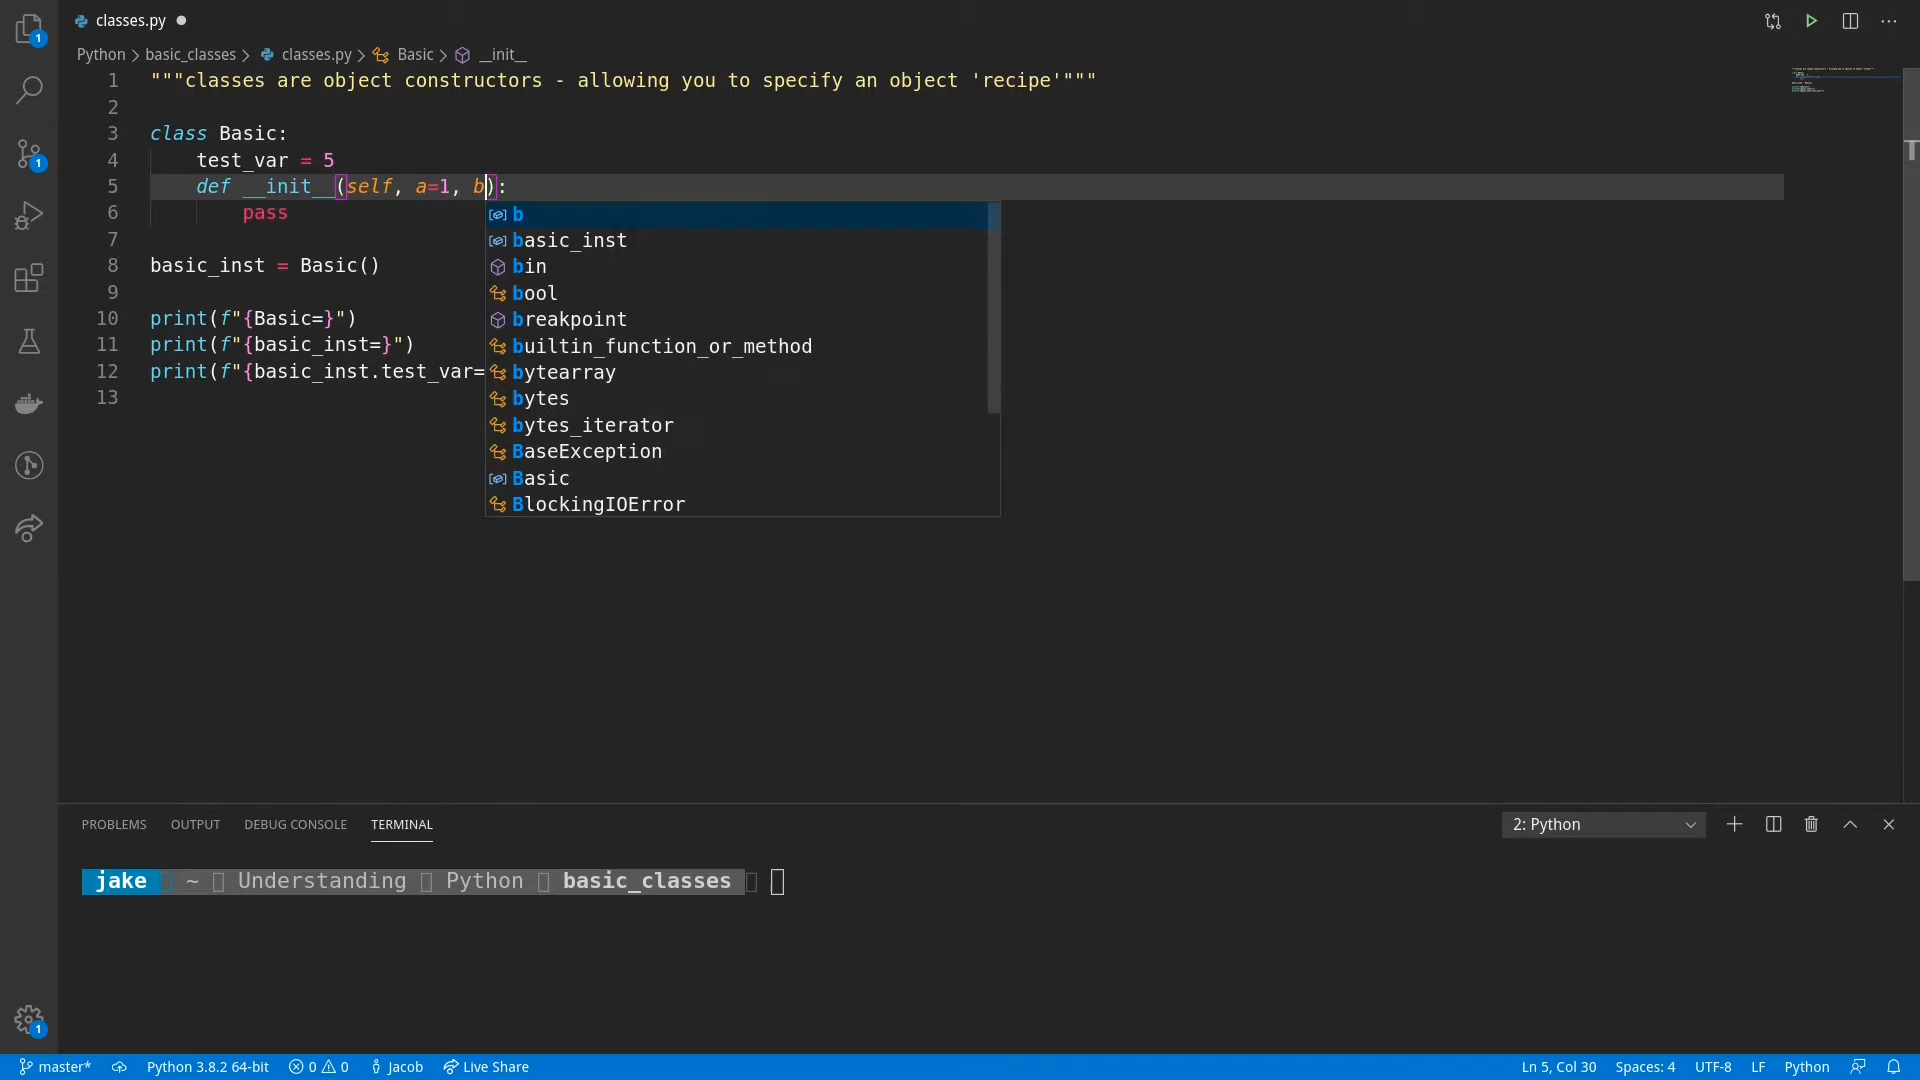 classes.py
1
Python > basic_classes > classes.py > Basic > __init__
1 """classes are object constructors - allowing you to specify an object 'recipe'"""
2
3 class Basic:
4 test_var = 5
5 def __init__(self, a=1, b):
6 pass
7
8 basic_inst = Basic()
9
10 print(f"{Basic=}")
11 print(f"{basic_inst=}")
12 print(f"{basic_inst.test_var=
13
b
basic_inst
bin
bool
breakpoint
builtin_function_or_method
bytearray
bytes
bytes_iterator
BaseException
Basic
BlockingIOError
1
1
PROBLEMS OUTPUT DEBUG CONSOLE TERMINAL 2: Python
jake ~ Understanding Python basic_classes
master* Python 3.8.2 64-bit 0 0 Jacob Live Share Ln 5, Col 30 Spaces: 4 UTF-8 LF Python